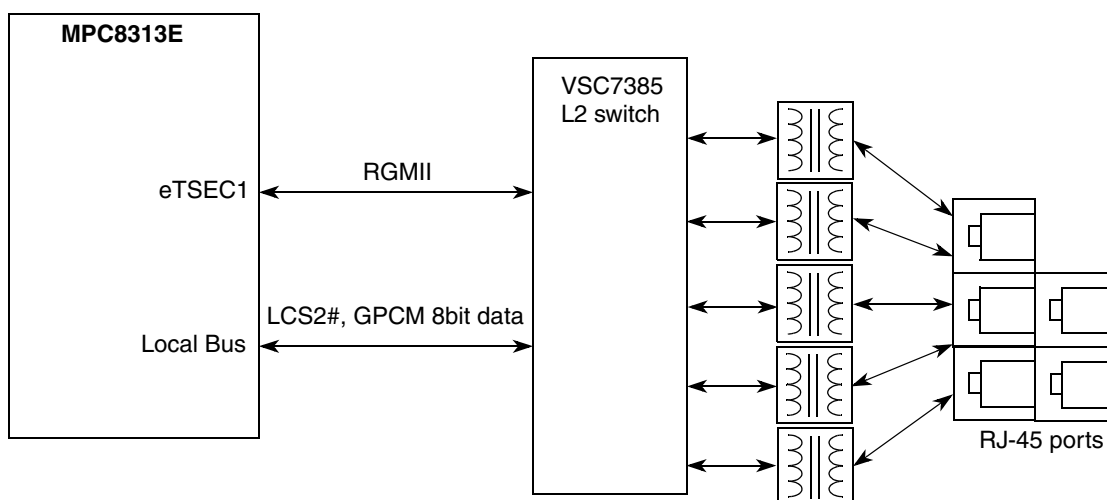 MPC8313E
VSC7385
L2 switch
RGMII
eTSEC1
LCS2#, GPCM 8bit data
Local Bus
RJ-45 ports